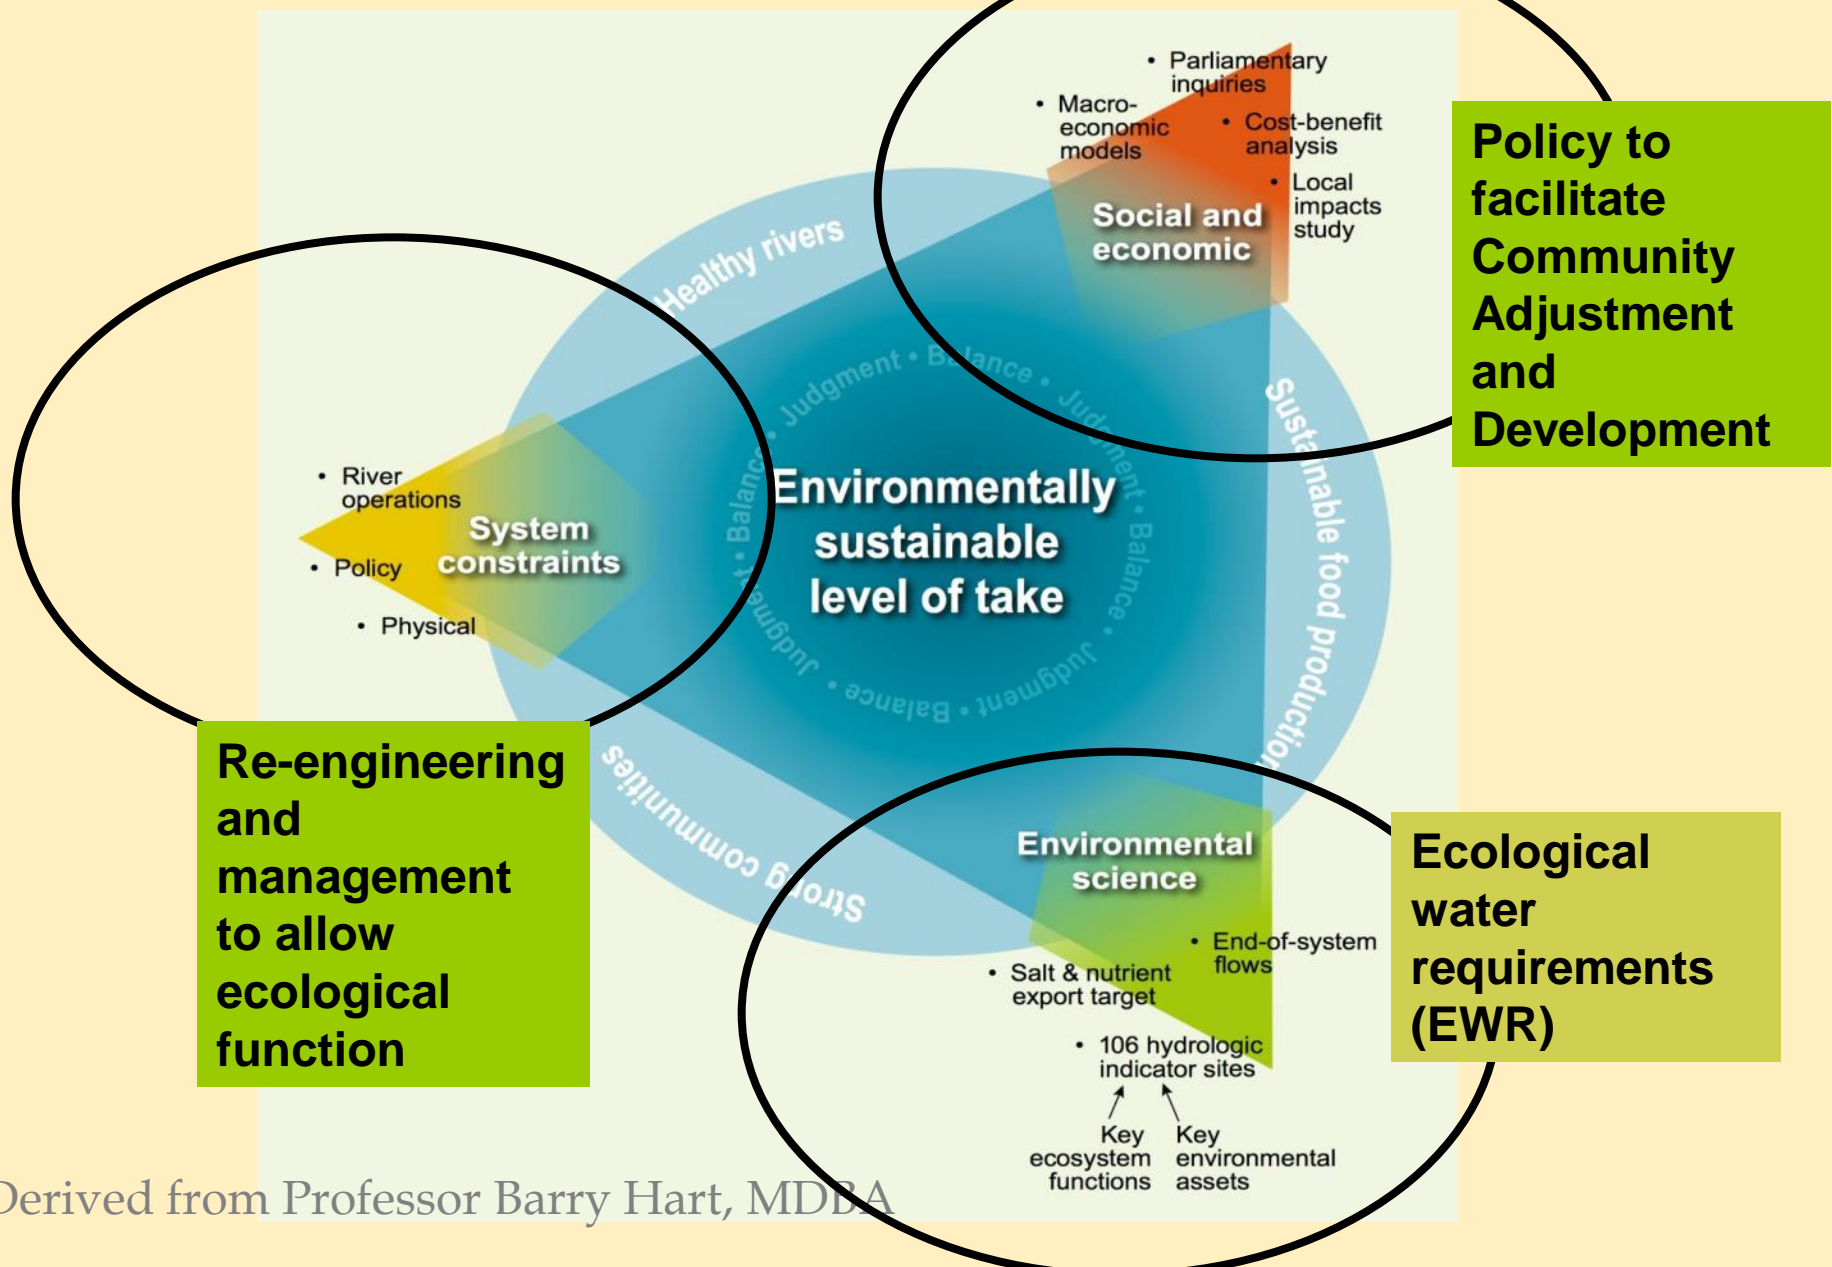 • Parliamentary
inquiries
• Macro-
economic
models
• Cost-benefit
analysis
• Local
impacts
study
Social and
economic
Policy to
facilitate
Community
Adjustment
and
Development
Healthy rivers
Sustainable food production
Strong communities
• Balance • Judgment • Balance • Judgment • Balance • Judgment • Balance • Judgment
Environmentally
sustainable
level of take
• River
operations
• Policy
• Physical
System
constraints
Re-engineering
and
management
to allow
ecological
function
Environmental
science
• End-of-system
flows
• Salt & nutrient
export target
• 106 hydrologic
indicator sites
Key
ecosystem
functions
Key
environmental
assets
Ecological
water
requirements
(EWR)
Derived from Professor Barry Hart, MDBA